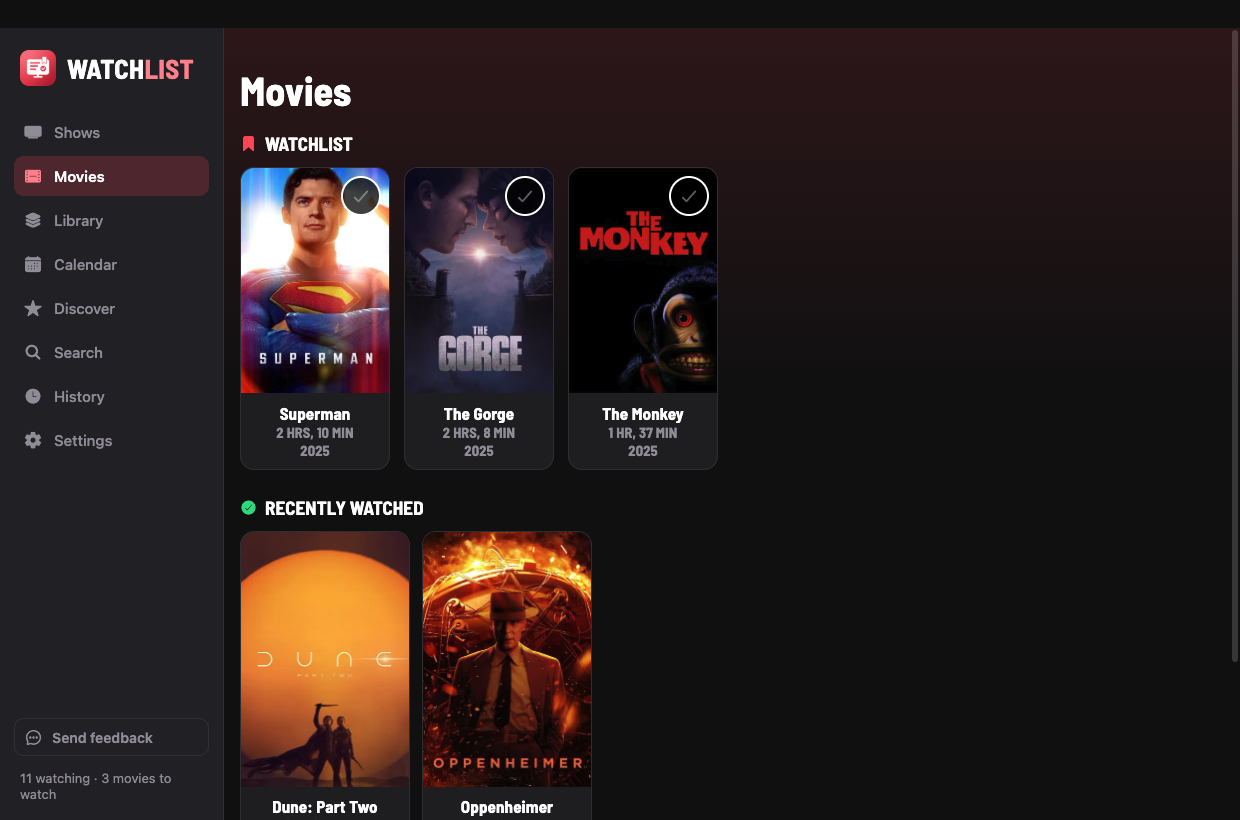 WATCHLIST
Shows
Movies
Library
Calendar
Discover
Search
History
Settings
Send feedback
11 watching · 3 movies to
watch
Movies
WATCHLIST
SUPERMAN
THE
GORGE
THE
MONKEY
Superman
2 HRS, 10 MIN
2025
The Gorge
2 HRS, 8 MIN
2025
The Monkey
1 HR, 37 MIN
2025
RECENTLY WATCHED
DUNE
PART TWO
OPPENHEIMER
Dune: Part Two
Oppenheimer